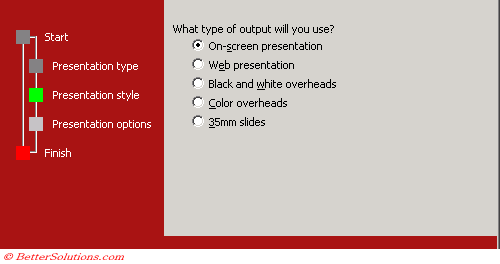 Start
Presentation type
Presentation style
Presentation options
Finish
What type of output will you use?
On-screen presentation
Web presentation
Black and white overheads
Color overheads
35mm slides
© BetterSolutions.com